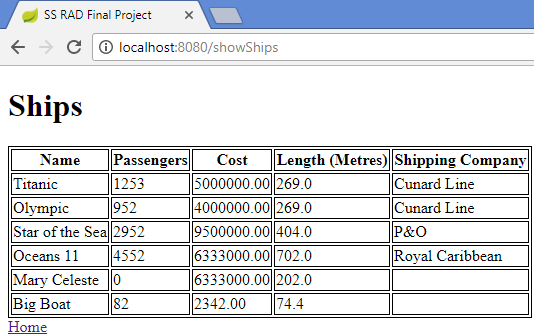 SS RAD Final Project
localhost:8080/showShips
Ships
Name Passengers Cost Length (Metres) Shipping Company
Titanic 1253 5000000.00 269.0 Cunard Line
Olympic 952 4000000.00 269.0 Cunard Line
Star of the Sea 2952 9500000.00 404.0 P&O
Oceans 11 4552 6333000.00 702.0 Royal Caribbean
Mary Celeste 0 6333000.00 202.0
Big Boat 82 2342.00 74.4
Home